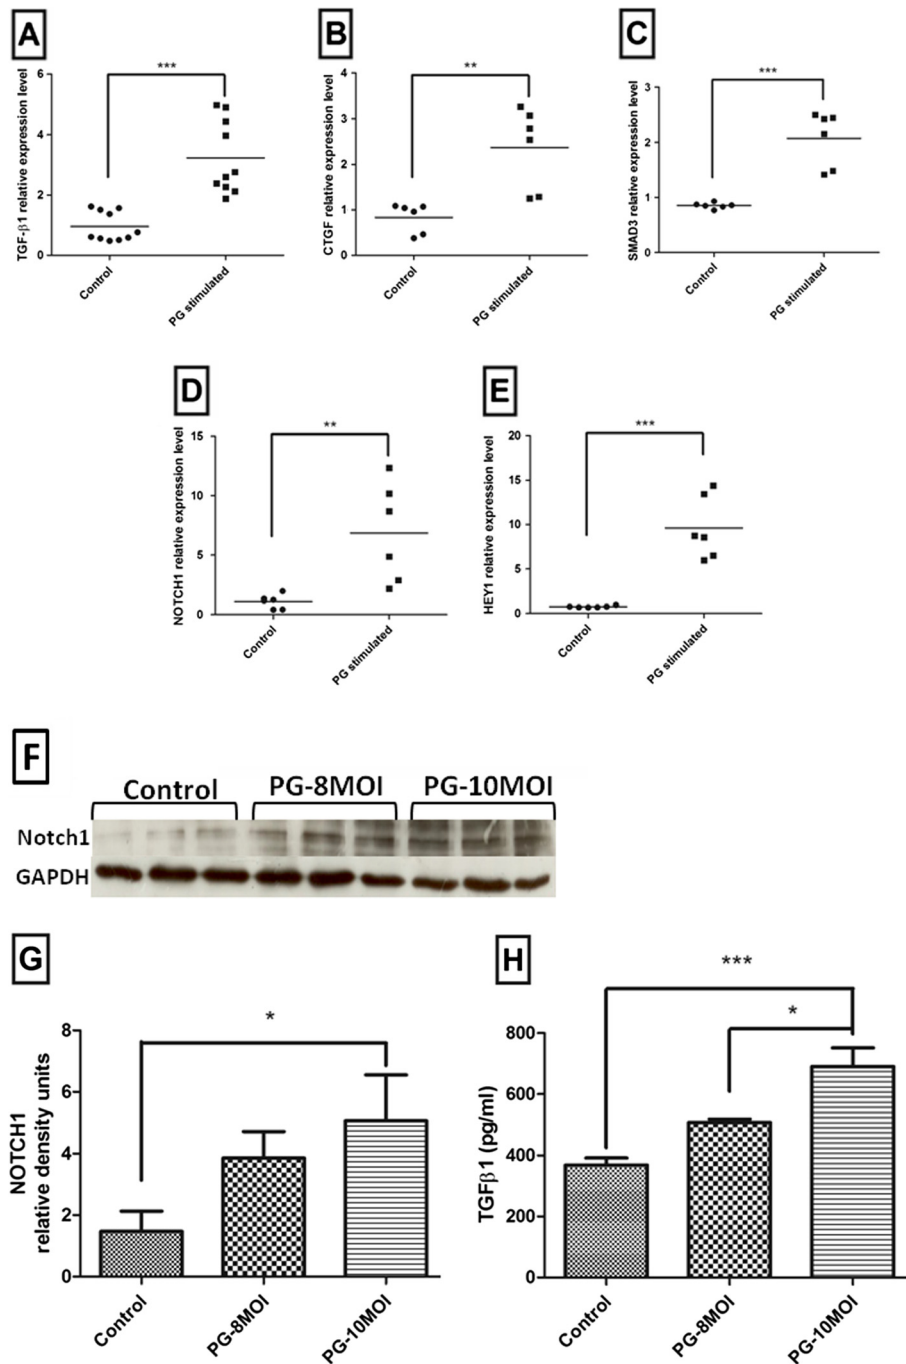 A
TGF-β1 relative expression level
6
4
2
0
***
Control
PG stimulated
B
CTGF relative expression level
4
3
2
1
0
**
Control
PG stimulated
C
SMAD3 relative expression level
3
2
1
0
***
Control
PG stimulated
D
NOTCH1 relative expression level
15
10
5
0
**
Control
PG stimulated
E
HEY1 relative expression level
20
15
10
5
0
***
Control
PG stimulated
F
Control PG-8MOI PG-10MOI
Notch1
GAPDH
G
NOTCH1
relative density units
8
6
4
2
0
*
Control
PG-8MOI
PG-10MOI
H
TGFβ1 (pg/ml)
800
600
400
200
0
***
*
Control
PG-8MOI
PG-10MOI